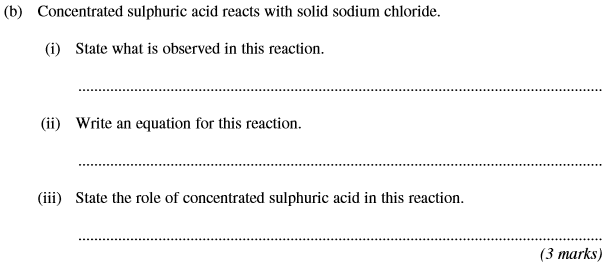 (b) Concentrated sulphuric acid reacts with solid sodium chloride.
(i) State what is observed in this reaction.
(ii) Write an equation for this reaction.
(iii) State the role of concentrated sulphuric acid in this reaction.
(3 marks)